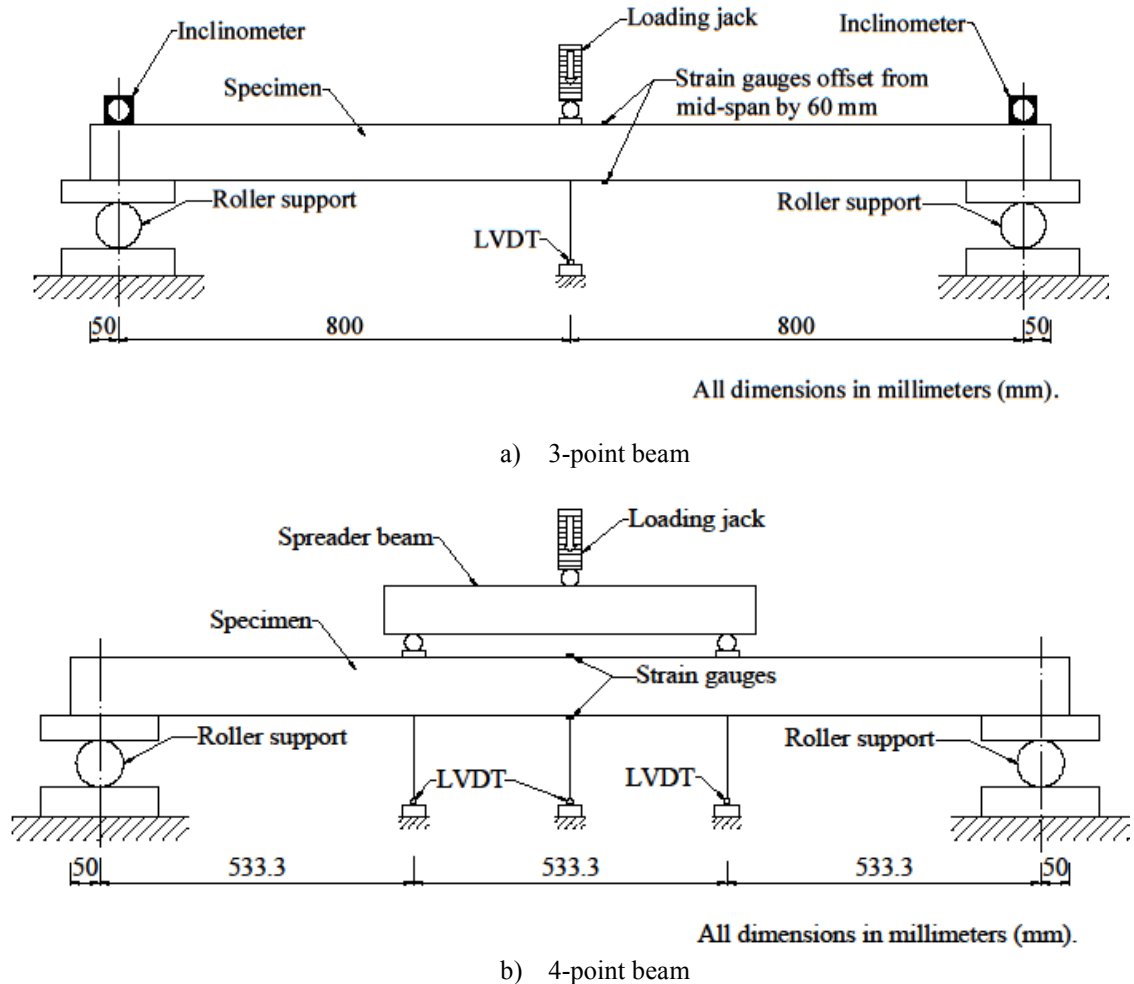 Inclinometer
Loading jack
Inclinometer
Specimen
Strain gauges offset from
mid-span by 60 mm
Roller support
Roller support
LVDT
50
800
800
50
All dimensions in millimeters (mm).
a) 3-point beam
Loading jack
Spreader beam
Specimen
Strain gauges
Roller support
Roller support
LVDT
LVDT
50
533.3
533.3
533.3
50
All dimensions in millimeters (mm).
b) 4-point beam